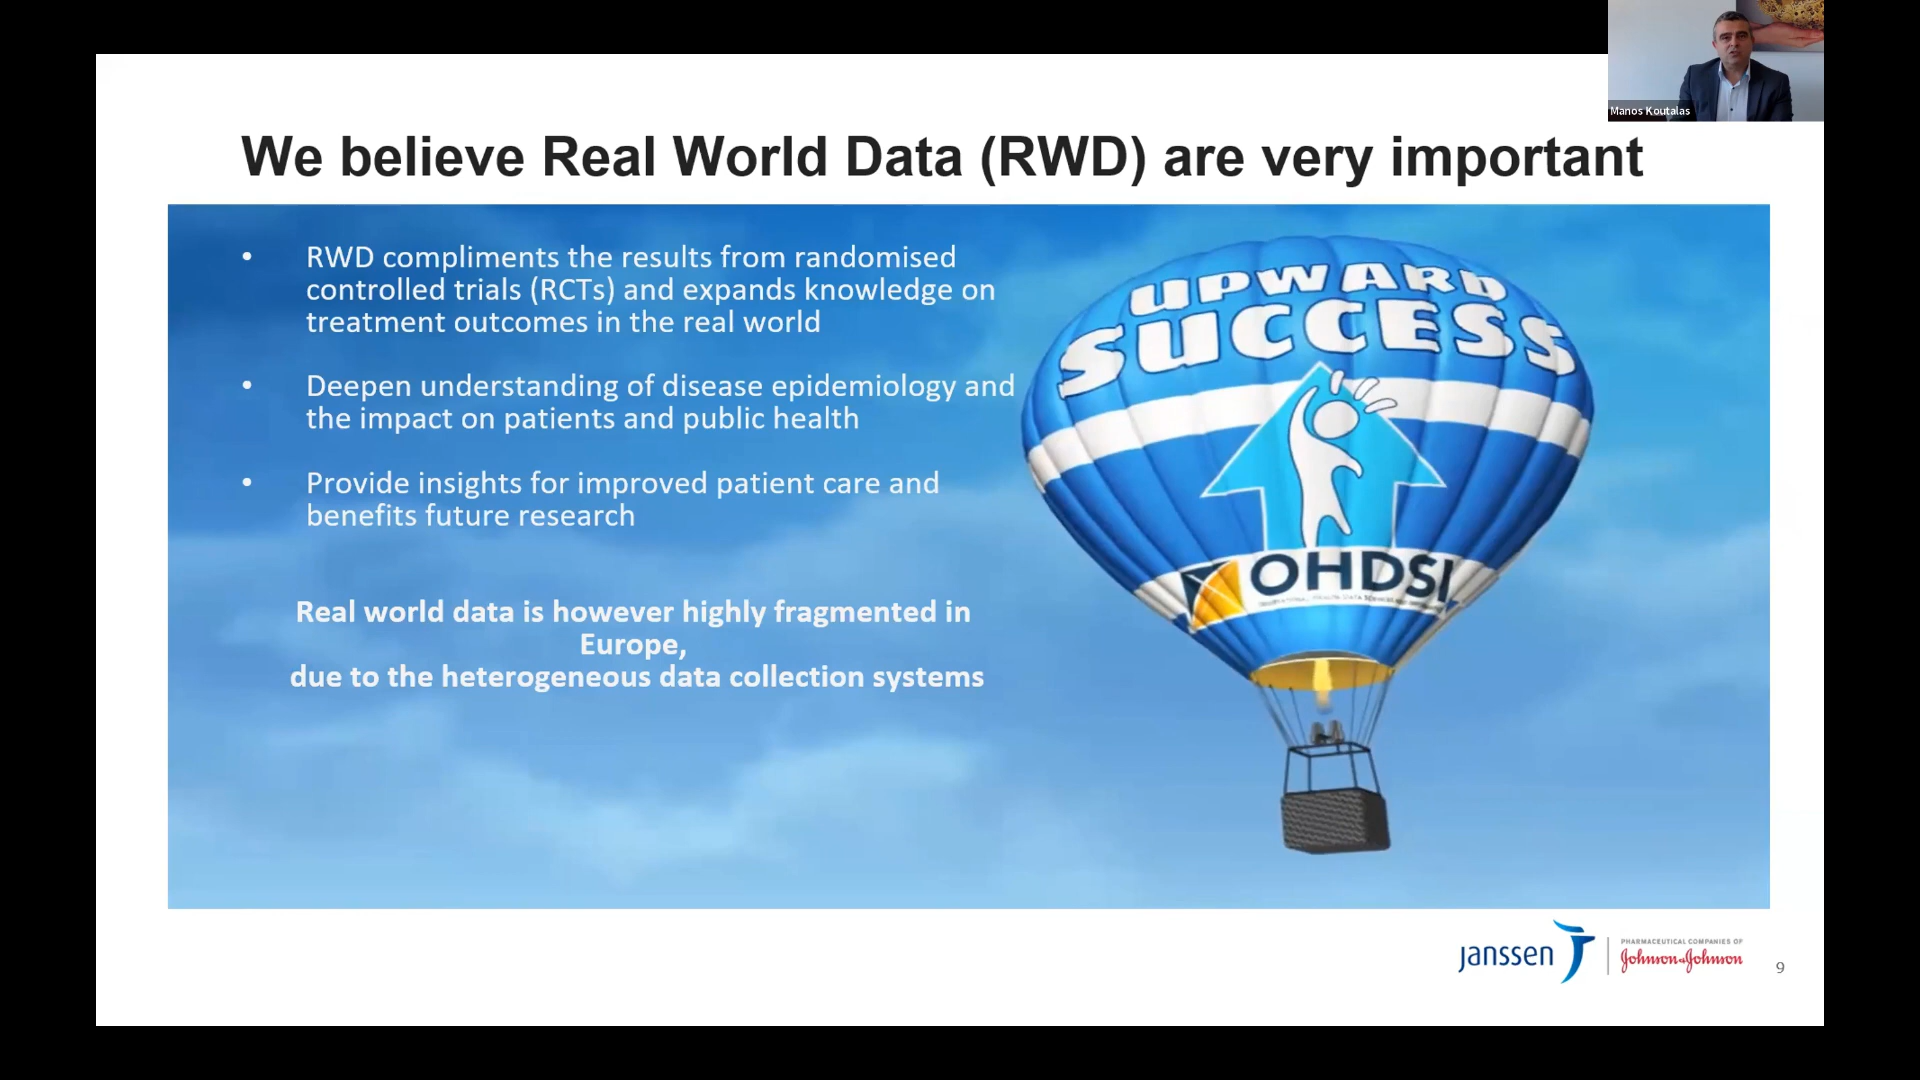 Manos Koutalas
We believe Real World Data (RWD) are very important
• RWD compliments the results from randomised
controlled trials (RCTs) and expands knowledge on
treatment outcomes in the real world
• Deepen understanding of disease epidemiology and
the impact on patients and public health
• Provide insights for improved patient care and
benefits future research
Real world data is however highly fragmented in
Europe,
due to the heterogeneous data collection systems
UPWARD
SUCCESS
OHDSI
janssen
PHARMACEUTICAL COMPANIES OF
Johnson & Johnson
9